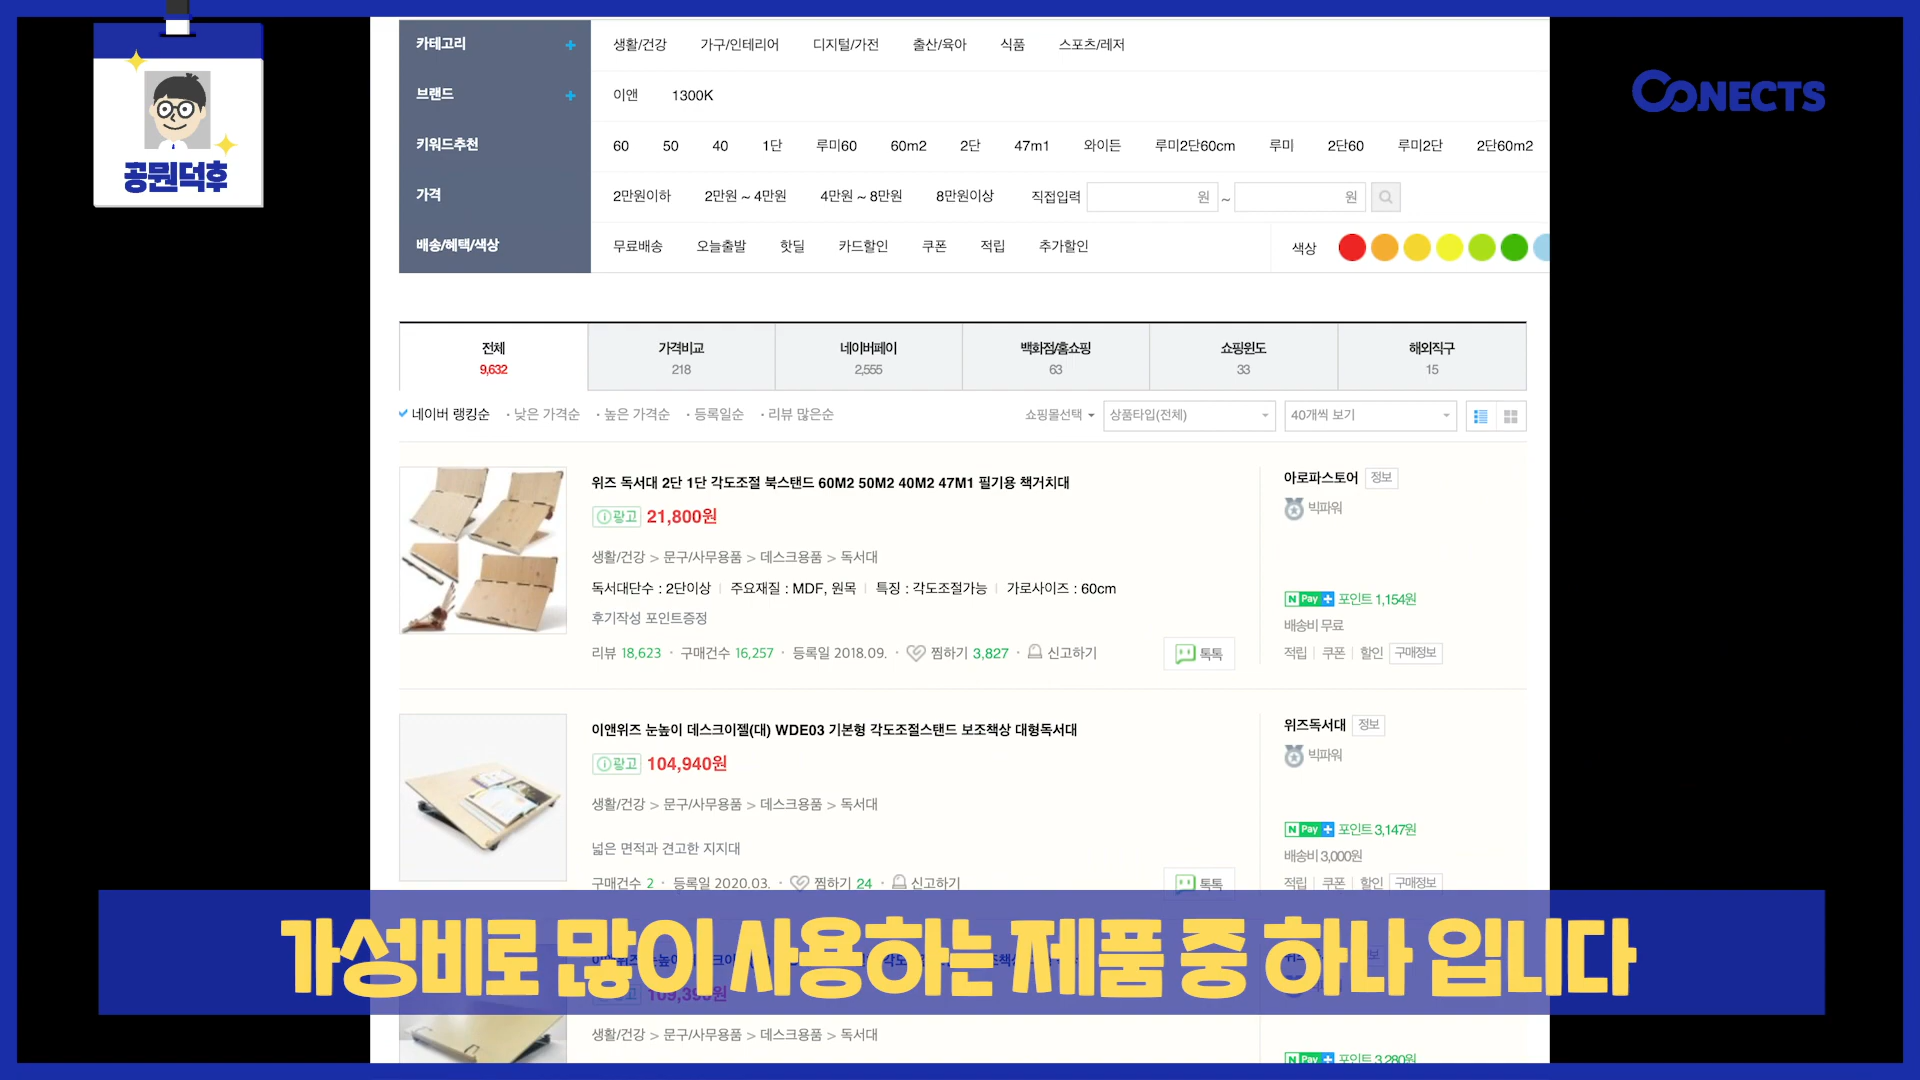 공뭔덕후
CONECTS
카테고리 + 생활/건강 가구/인테리어 디지털/가전 출산/육아 식품 스포츠/레저
브랜드 + 이앤 1300K
키워드추천 60 50 40 1단 루미60 60m2 2단 47m1 와이든 루미2단60cm 루미 2단60 루미2단 2단60m2
가격 2만원이하 2만원 ~ 4만원 4만원 ~ 8만원 8만원이상 직접입력 원 ~ 원
배송/혜택/색상 무료배송 오늘출발 핫딜 카드할인 쿠폰 적립 추가할인 색상
전체 가격비교 네이버페이 백화점/홈쇼핑 쇼핑윈도 해외직구
9,632 218 2,555 63 33 15
네이버 랭킹순 · 낮은 가격순 · 높은 가격순 · 등록일순 · 리뷰 많은순 쇼핑몰선택 상품타입(전체) 40개씩 보기
위즈 독서대 2단 1단 각도조절 북스탠드 60M2 50M2 40M2 47M1 필기용 책거치대
광고 21,800원
생활/건강 > 문구/사무용품 > 데스크용품 > 독서대
독서대단수 : 2단이상 | 주요재질 : MDF, 원목 | 특징 : 각도조절가능 | 가로사이즈 : 60cm
후기작성 포인트증정
리뷰 18,623 · 구매건수 16,257 · 등록일 2018.09. · 찜하기 3,827 · 신고하기
톡톡
아로파스토어 정보
빅파워
N Pay + 포인트 1,154원
배송비 무료
적립 | 쿠폰 | 할인 구매정보
이앤위즈 눈높이 데스크이젤(대) WDE03 기본형 각도조절스탠드 보조책상 대형독서대
광고 104,940원
생활/건강 > 문구/사무용품 > 데스크용품 > 독서대
넓은 면적과 견고한 지지대
구매건수 2 · 등록일 2020.03. · 찜하기 24 · 신고하기
톡톡
위즈독서대 정보
빅파워
N Pay + 포인트 3,147원
배송비 3,000원
적립 | 쿠폰 | 할인 구매정보
가성비로 많이 사용하는 제품 중 하나 입니다
생활/건강 > 문구/사무용품 > 데스크용품 > 독서대
N Pay + 포인트 3,280원